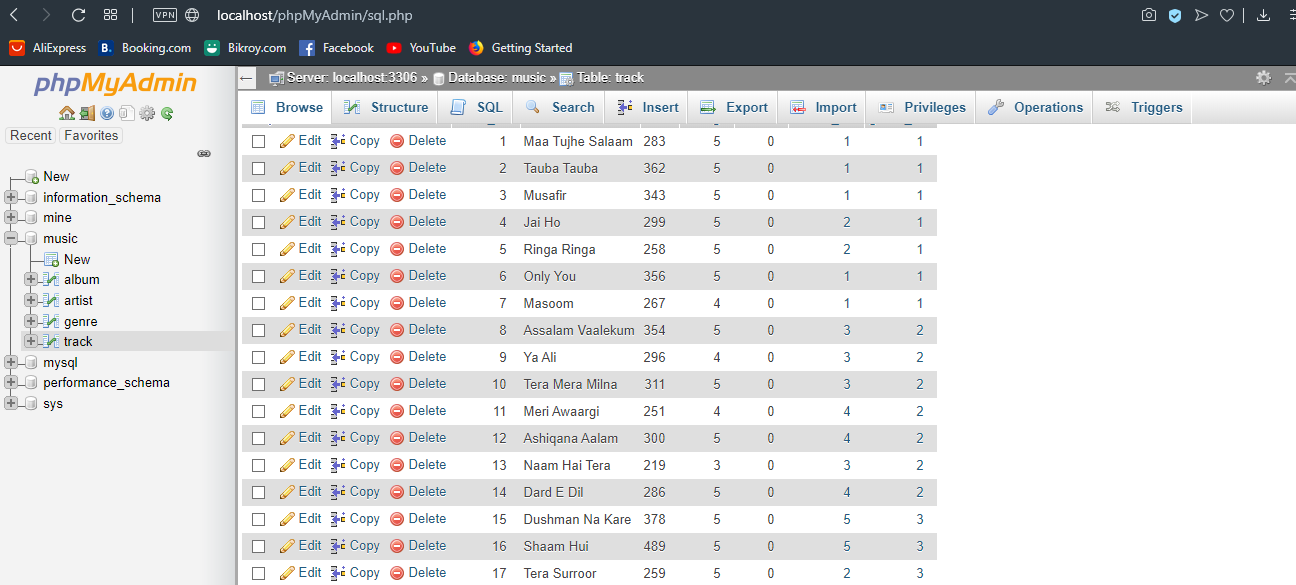 VPN localhost/phpMyAdmin/sql.php
AliExpress B. Booking.com Bikroy.com Facebook YouTube Getting Started
phpMyAdmin
Recent Favorites
New
information_schema
mine
music
New
album
artist
genre
track
mysql
performance_schema
sys
Server: localhost:3306 » Database: music » Table: track
Browse Structure SQL Search Insert Export Import Privileges Operations Triggers
Edit Copy Delete 1 Maa Tujhe Salaam 283 5 0 1 1
Edit Copy Delete 2 Tauba Tauba 362 5 0 1 1
Edit Copy Delete 3 Musafir 343 5 0 1 1
Edit Copy Delete 4 Jai Ho 299 5 0 2 1
Edit Copy Delete 5 Ringa Ringa 258 5 0 2 1
Edit Copy Delete 6 Only You 356 5 0 1 1
Edit Copy Delete 7 Masoom 267 4 0 1 1
Edit Copy Delete 8 Assalam Vaalekum 354 5 0 3 2
Edit Copy Delete 9 Ya Ali 296 4 0 3 2
Edit Copy Delete 10 Tera Mera Milna 311 5 0 3 2
Edit Copy Delete 11 Meri Awaargi 251 4 0 4 2
Edit Copy Delete 12 Ashiqana Aalam 300 5 0 4 2
Edit Copy Delete 13 Naam Hai Tera 219 3 0 3 2
Edit Copy Delete 14 Dard E Dil 286 5 0 4 2
Edit Copy Delete 15 Dushman Na Kare 378 5 0 5 3
Edit Copy Delete 16 Shaam Hui 489 5 0 5 3
Edit Copy Delete 17 Tera Surroor 259 5 0 2 3